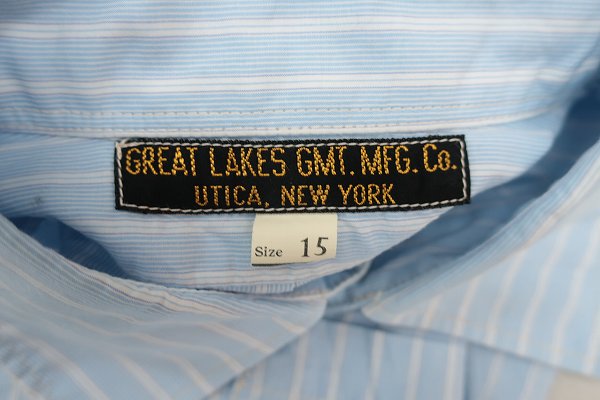 GREAT LAKES GMT. MFG. Co.
UTICA, NEW YORK
Size 15